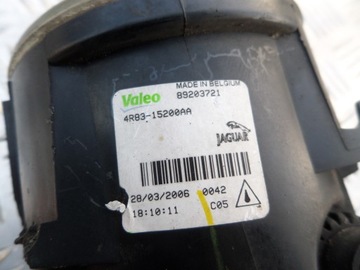 Valeo
MADE IN BELGIUM
89203721
4R83-15200AA
JAGUAR
28/03/2006 0042
18:10:11 C05